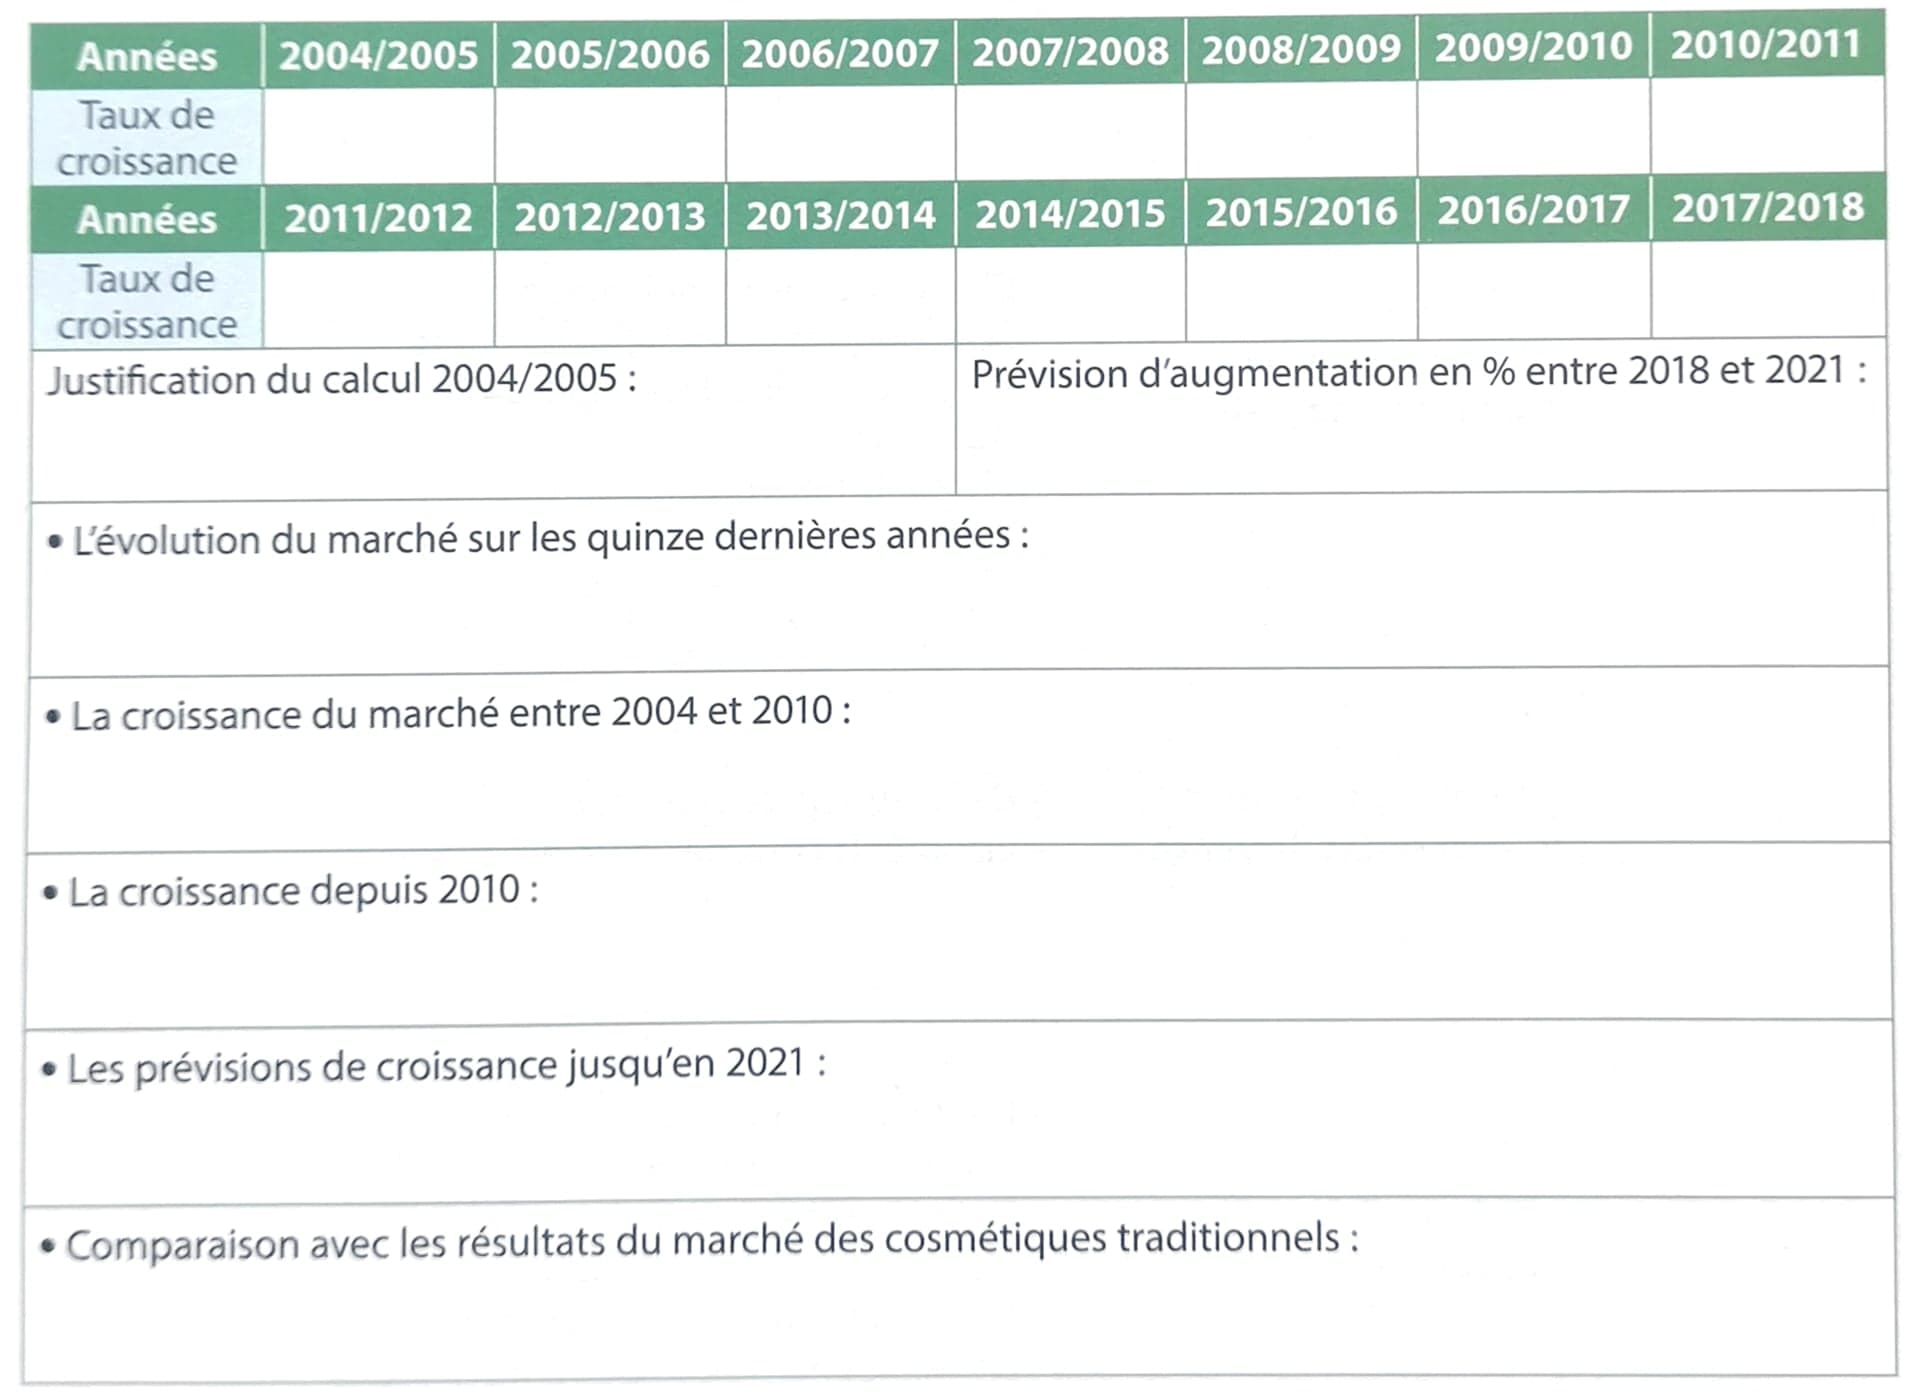 Années 2004/2005 2005/2006 2006/2007 2007/2008 2008/2009 2009/2010 2010/2011
Taux de
croissance
Années 2011/2012 2012/2013 2013/2014 2014/2015 2015/2016 2016/2017 2017/2018
Taux de
croissance
Justification du calcul 2004/2005 :
Prévision d'augmentation en % entre 2018 et 2021 :
• L'évolution du marché sur les quinze dernières années :
• La croissance du marché entre 2004 et 2010 :
• La croissance depuis 2010 :
• Les prévisions de croissance jusqu'en 2021 :
• Comparaison avec les résultats du marché des cosmétiques traditionnels :